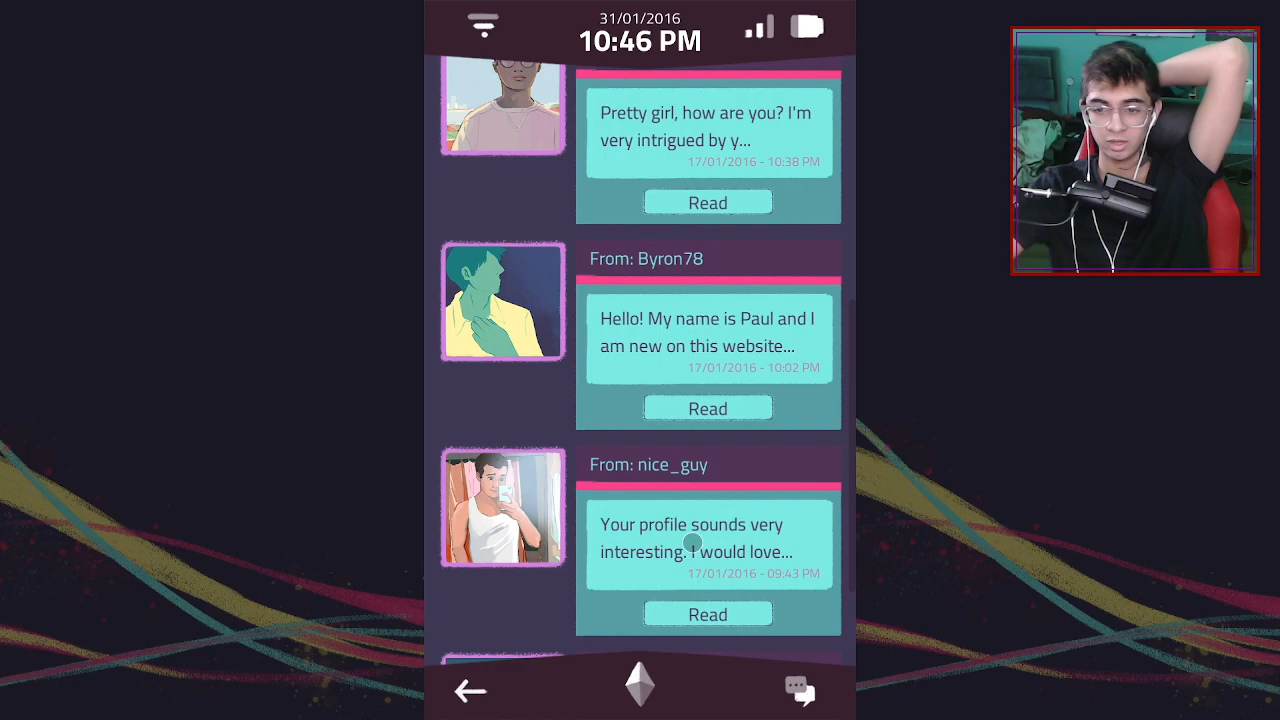 31/01/2016
10:46 PM
Pretty girl, how are you? I'm
very intrigued by y...
17/01/2016 - 10:38 PM
Read
From: Byron78
Hello! My name is Paul and I
am new on this website...
17/01/2016 - 10:02 PM
Read
From: nice_guy
Your profile sounds very
interesting. I would love...
17/01/2016 - 09:43 PM
Read